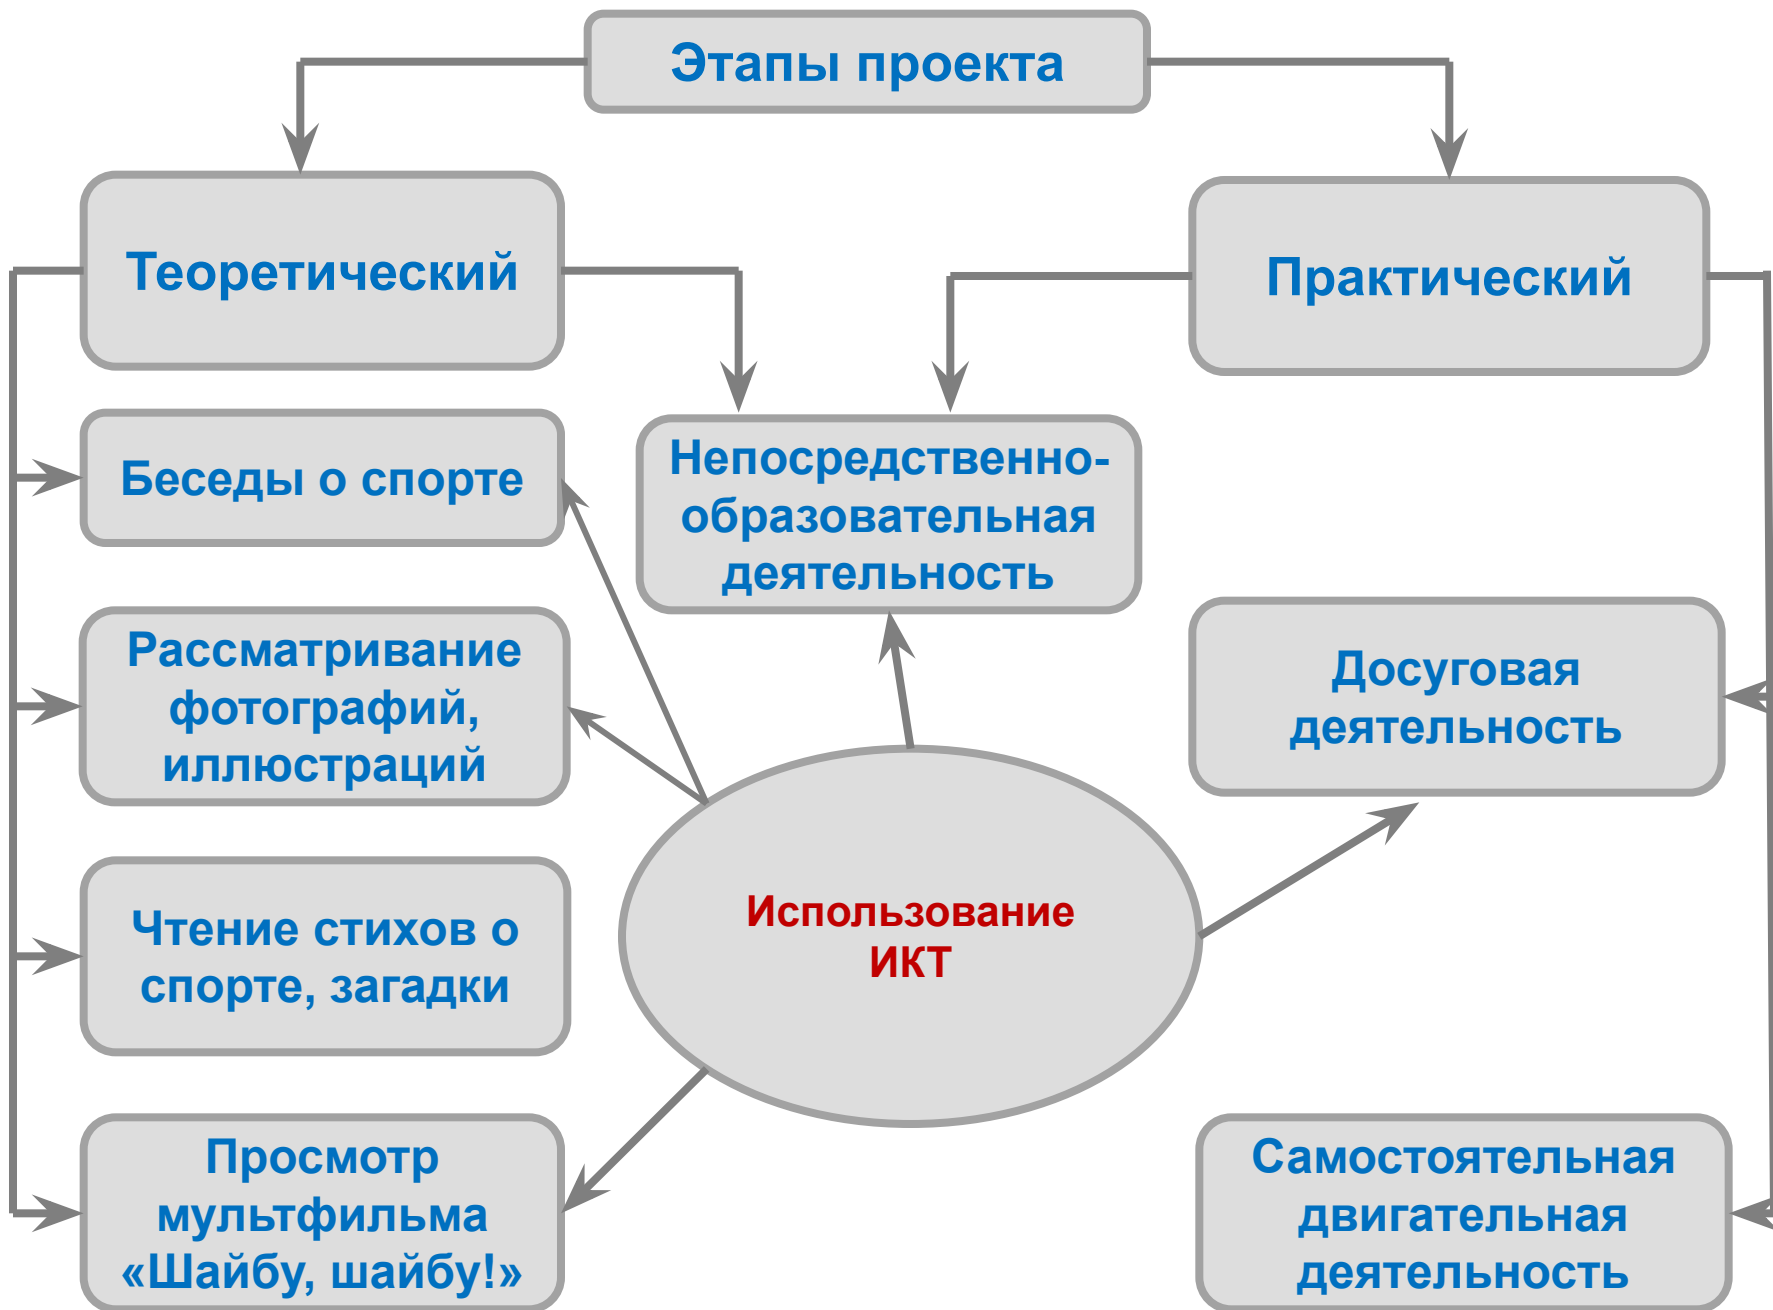 Этапы проекта
Теоретический
Практический
Беседы о спорте
Непосредственно-
образовательная
деятельность
Рассматривание
фотографий,
иллюстраций
Досуговая
деятельность
Чтение стихов о
спорте, загадки
Использование
ИКТ
Просмотр
мультфильма
«Шайбу, шайбу!»
Самостоятельная
двигательная
деятельность